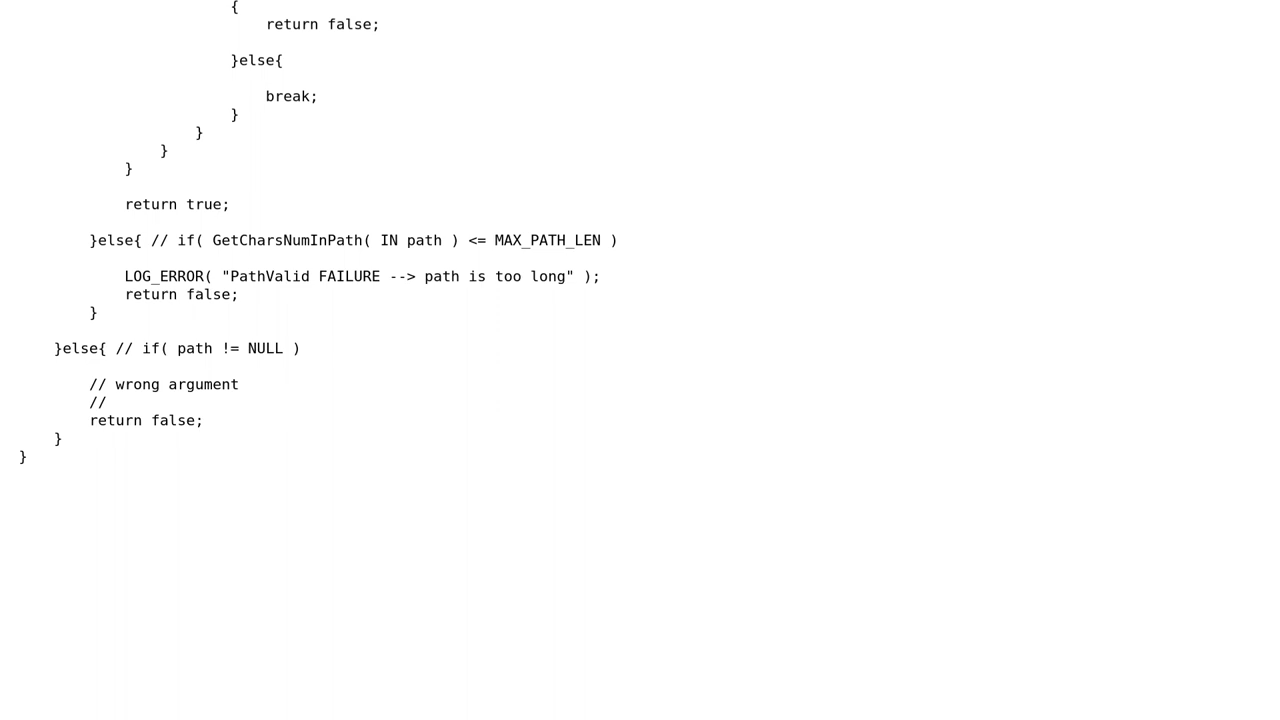 {
return false;
}else{
break;
}
}
}
}
return true;
}else{ // if( GetCharsNumInPath( IN path ) <= MAX_PATH_LEN )
LOG_ERROR( "PathValid FAILURE --> path is too long" );
return false;
}
}else{ // if( path != NULL )
// wrong argument
//
return false;
}
}